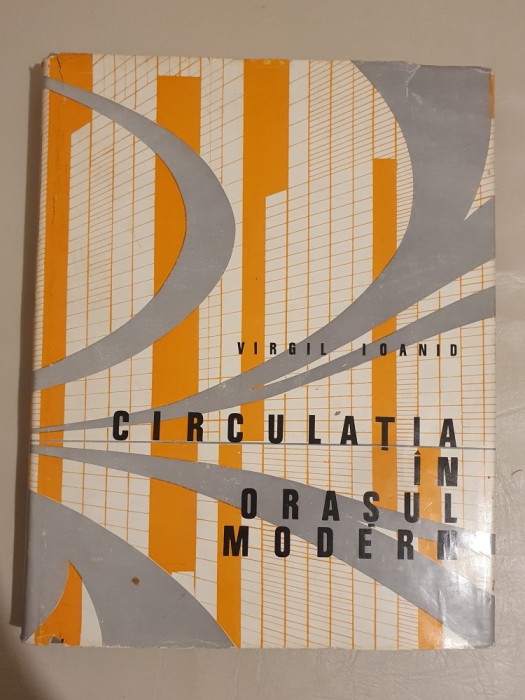 VIRGIL IOANID
CIRCULAȚIA
ÎN
ORAȘUL
MODERN